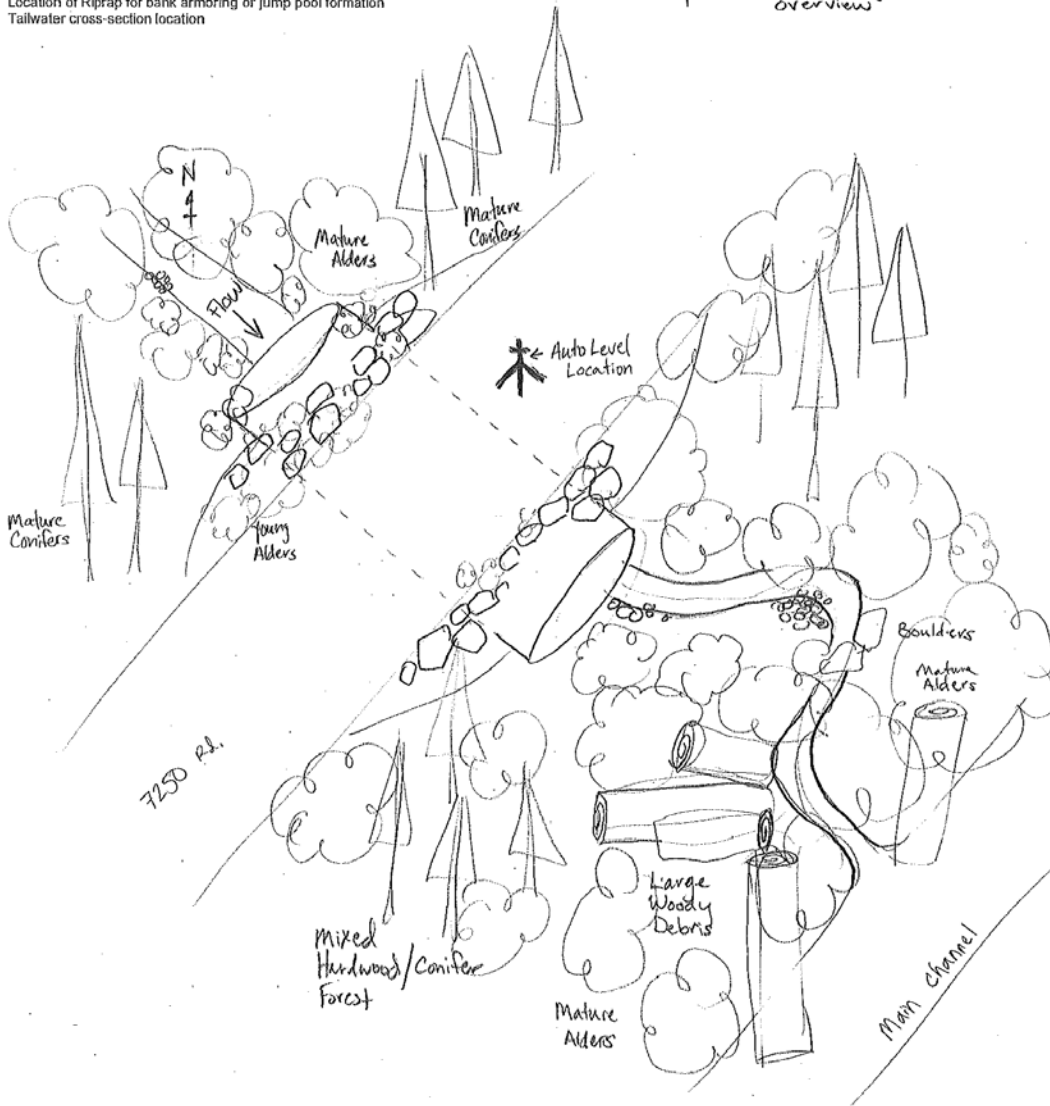 Location of Riprap for bank armoring or jump pool formation
Tailwater cross-section location
overview
N
Mature
Conifers
Mature
Alders
Flow
Auto Level
Location
Mature
Conifers
Young
Alders
Boulders
Mature
Alders
7250 Rd.
Large
Woody
Debris
Mixed
Hardwood/Conifer
Forest
Main channel
Mature
Alders